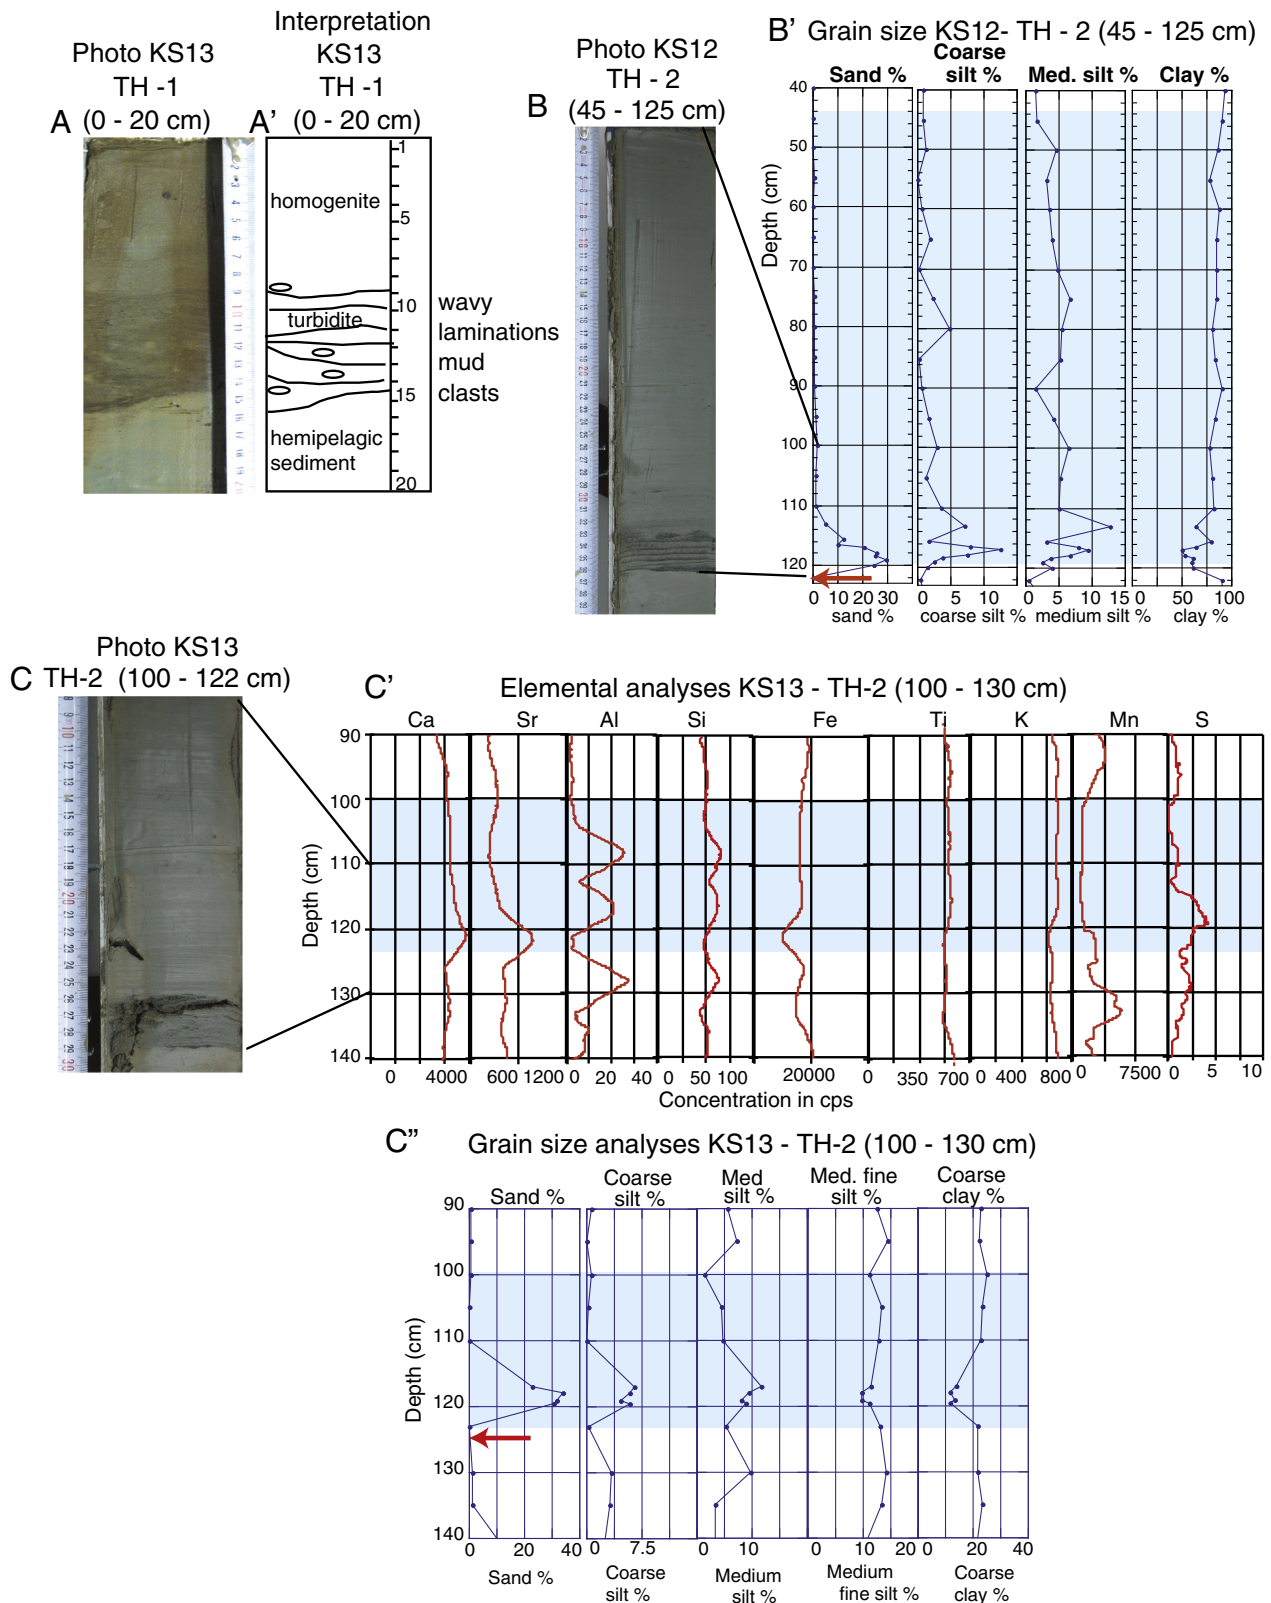 Photo KS13
TH -1
A (0 - 20 cm)
Interpretation
KS13
TH -1
A' (0 - 20 cm)
homogenite
turbidite
hemipelagic
sediment
1
5
10
15
20
wavy
laminations
mud
clasts
Photo KS12
TH - 2
B (45 - 125 cm)
B' Grain size KS12- TH - 2 (45 - 125 cm)
Sand %
Coarse
silt %
Med. silt %
Clay %
Depth (cm)
40
50
60
70
80
90
100
110
120
0 10 20 30
0 5 10
0 5 10 15
0 50 100
sand %
coarse silt %
medium silt %
clay %
Photo KS13
C TH-2 (100 - 122 cm)
C' Elemental analyses KS13 - TH-2 (100 - 130 cm)
Ca Sr Al Si Fe Ti K Mn S
Depth (cm)
90
100
110
120
130
140
0 4000 600 1200 0 20 40 0 50 100 20000 0 350 700 0 400 800 0 7500 0 5 10
Concentration in cps
C" Grain size analyses KS13 - TH-2 (100 - 130 cm)
Sand %
Coarse
silt %
Med
silt %
Med. fine
silt %
Coarse
clay %
Depth (cm)
90
100
110
120
130
140
0 20 40
0 7.5
0 10
0 10 20
0 20 40
Sand %
Coarse
silt %
Medium
silt %
Medium
fine silt %
Coarse
clay %